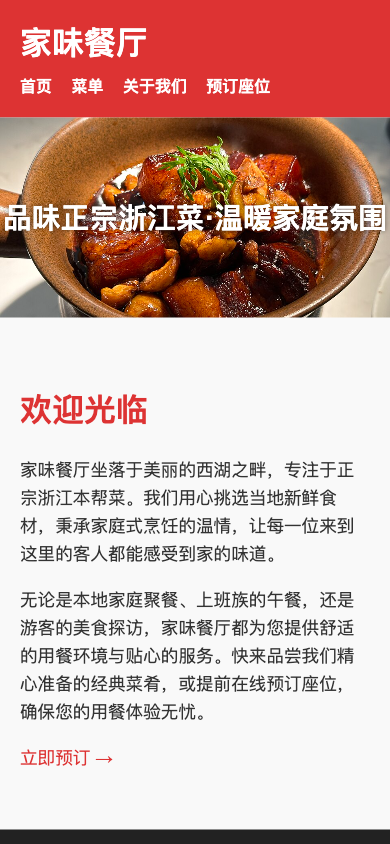 家味餐厅
首页 菜单 关于我们 预订座位
品味正宗浙江菜·温暖家庭氛围
欢迎光临
家味餐厅坐落于美丽的西湖之畔，专注于正
宗浙江本帮菜。我们用心挑选当地新鲜食
材，秉承家庭式烹饪的温情，让每一位来到
这里的客人都能感受到家的味道。
无论是本地家庭聚餐、上班族的午餐，还是
游客的美食探访，家味餐厅都为您提供舒适
的用餐环境与贴心的服务。快来品尝我们精
心准备的经典菜肴，或提前在线预订座位，
确保您的用餐体验无忧。
立即预订 →